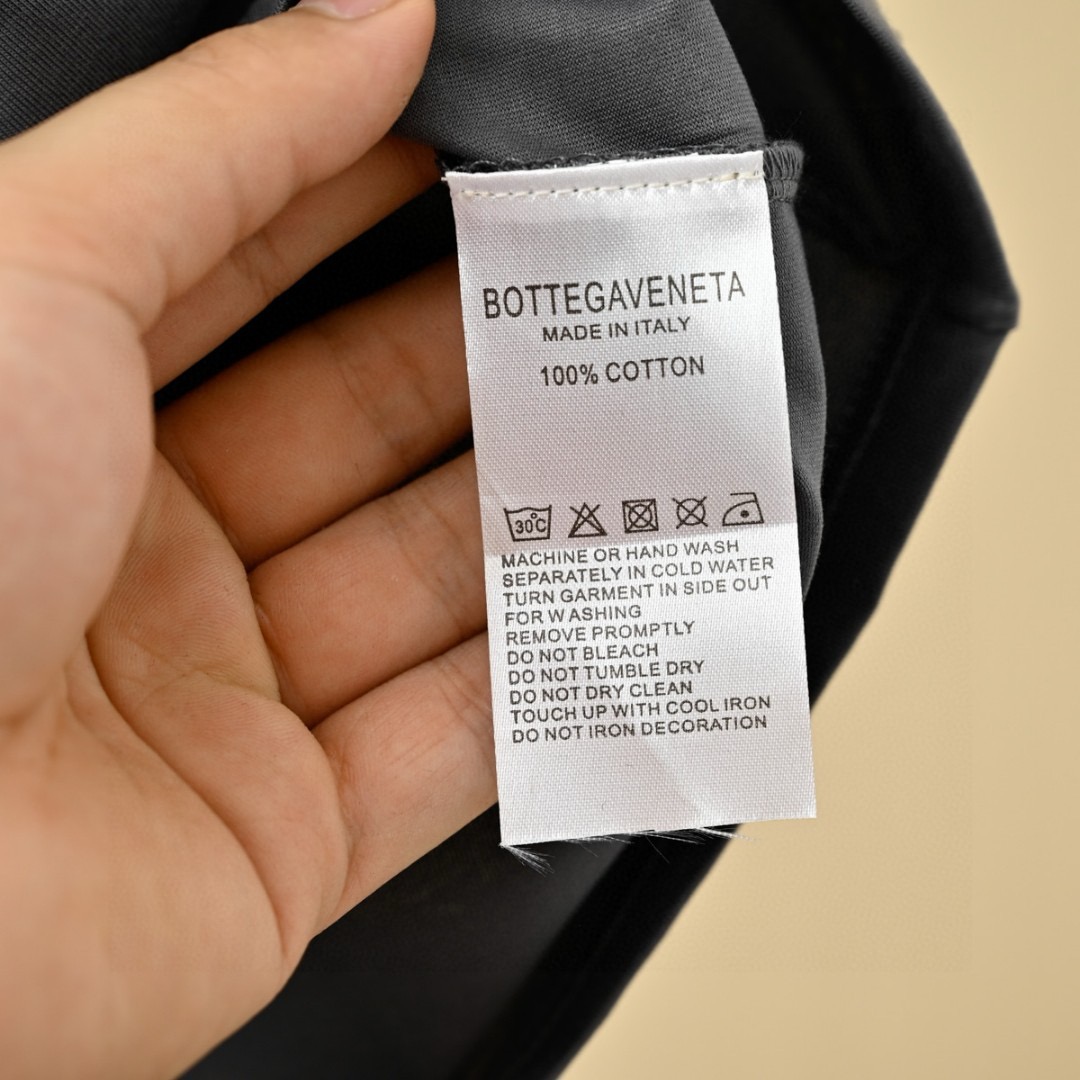 BOTTEGAVENETA
MADE IN ITALY
100% COTTON
30°C
MACHINE OR HAND WASH
SEPARATELY IN COLD WATER
TURN GARMENT IN SIDE OUT
FOR WASHING
REMOVE PROMPTLY
DO NOT BLEACH
DO NOT TUMBLE DRY
DO NOT DRY CLEAN
TOUCH UP WITH COOL IRON
DO NOT IRON DECORATION